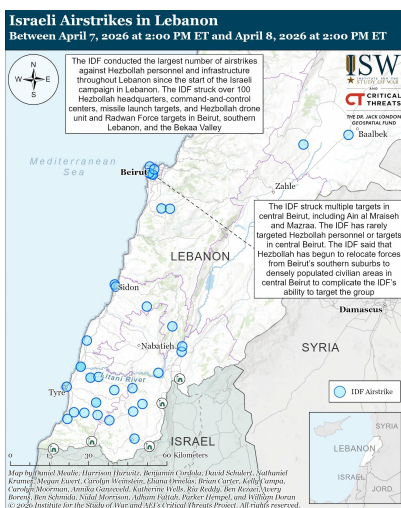 Israeli Airstrikes in Lebanon
Between April 7, 2026 at 2:00 PM ET and April 8, 2026 at 2:00 PM ET
N
W
E
S
The IDF conducted the largest number of airstrikes
against Hezbollah personnel and infrastructure
throughout Lebanon since the start of the Israeli
campaign in Lebanon. The IDF struck over 100
Hezbollah headquarters, command-and-control
centers, missile launch targets, and Hezbollah drone
unit and Radwan Force targets in Beirut, southern
Lebanon, and the Bekaa Valley
ISW
INSTITUTE FOR THE
STUDY OF WAR
AND
CT CRITICAL
THREATS
THE DR. JACK LONDON
GEOSPATIAL FUND
Baalbek
Mediterranean
Sea
Beirut
Zahle
The IDF struck multiple targets in
central Beirut, including Ain al Mraiseh
and Mazraa. The IDF has rarely
targeted Hezbollah personnel or targets
in central Beirut. The IDF said that
Hezbollah has begun to relocate forces
from Beirut's southern suburbs to
densely populated civilian areas in
central Beirut to complicate the IDF's
ability to target the group
LEBANON
Sidon
Damascus
Nabatieh
SYRIA
Litani River
Tyre
IDF Airstrike
ISRAEL
0 15 30 60 Kilometers
SYRIA
LEBANON
ISRAEL
JORD
Map by Daniel Mealie; Harrison Hurwitz, Benjamin Cordola; David Schulert, Nathaniel
Kramer, Megan Ewert, Carolyn Weinstein, Eliana Ornelas, Brian Carter, Kelly Campa,
Carolyn Moorman, Annika Ganzeveld, Katherine Wells, Ria Reddy, Ben Rezaei, Avery
Borens, Ben Schmida, Nidal Morrison, Adham Fattah, Parker Hempel, and William Doran
© 2026 Institute for the Study of War and AEI's Critical Threats Project. All rights reserved.